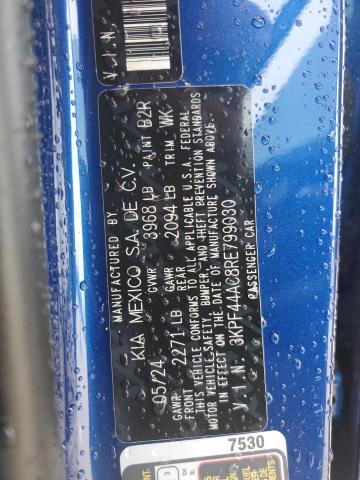 V.I.N.
MANUFACTURED BY
KIA MEXICO S.A. DE C.V.
05/24 GVWR 3968 LB PAINT B2R
GAWR 2271 LB GAWR REAR 2094 LB TRIM WK
THIS VEHICLE CONFORMS TO ALL APPLICABLE U.S.A. FEDERAL
MOTOR VEHICLE SAFETY, BUMPER, AND THEFT PREVENTION STANDARDS
IN EFFECT ON THE DATE OF MANUFACTURE SHOWN ABOVE.
V.I.N. 3KPF44AC8RE799930
PASSENGER CAR
7530